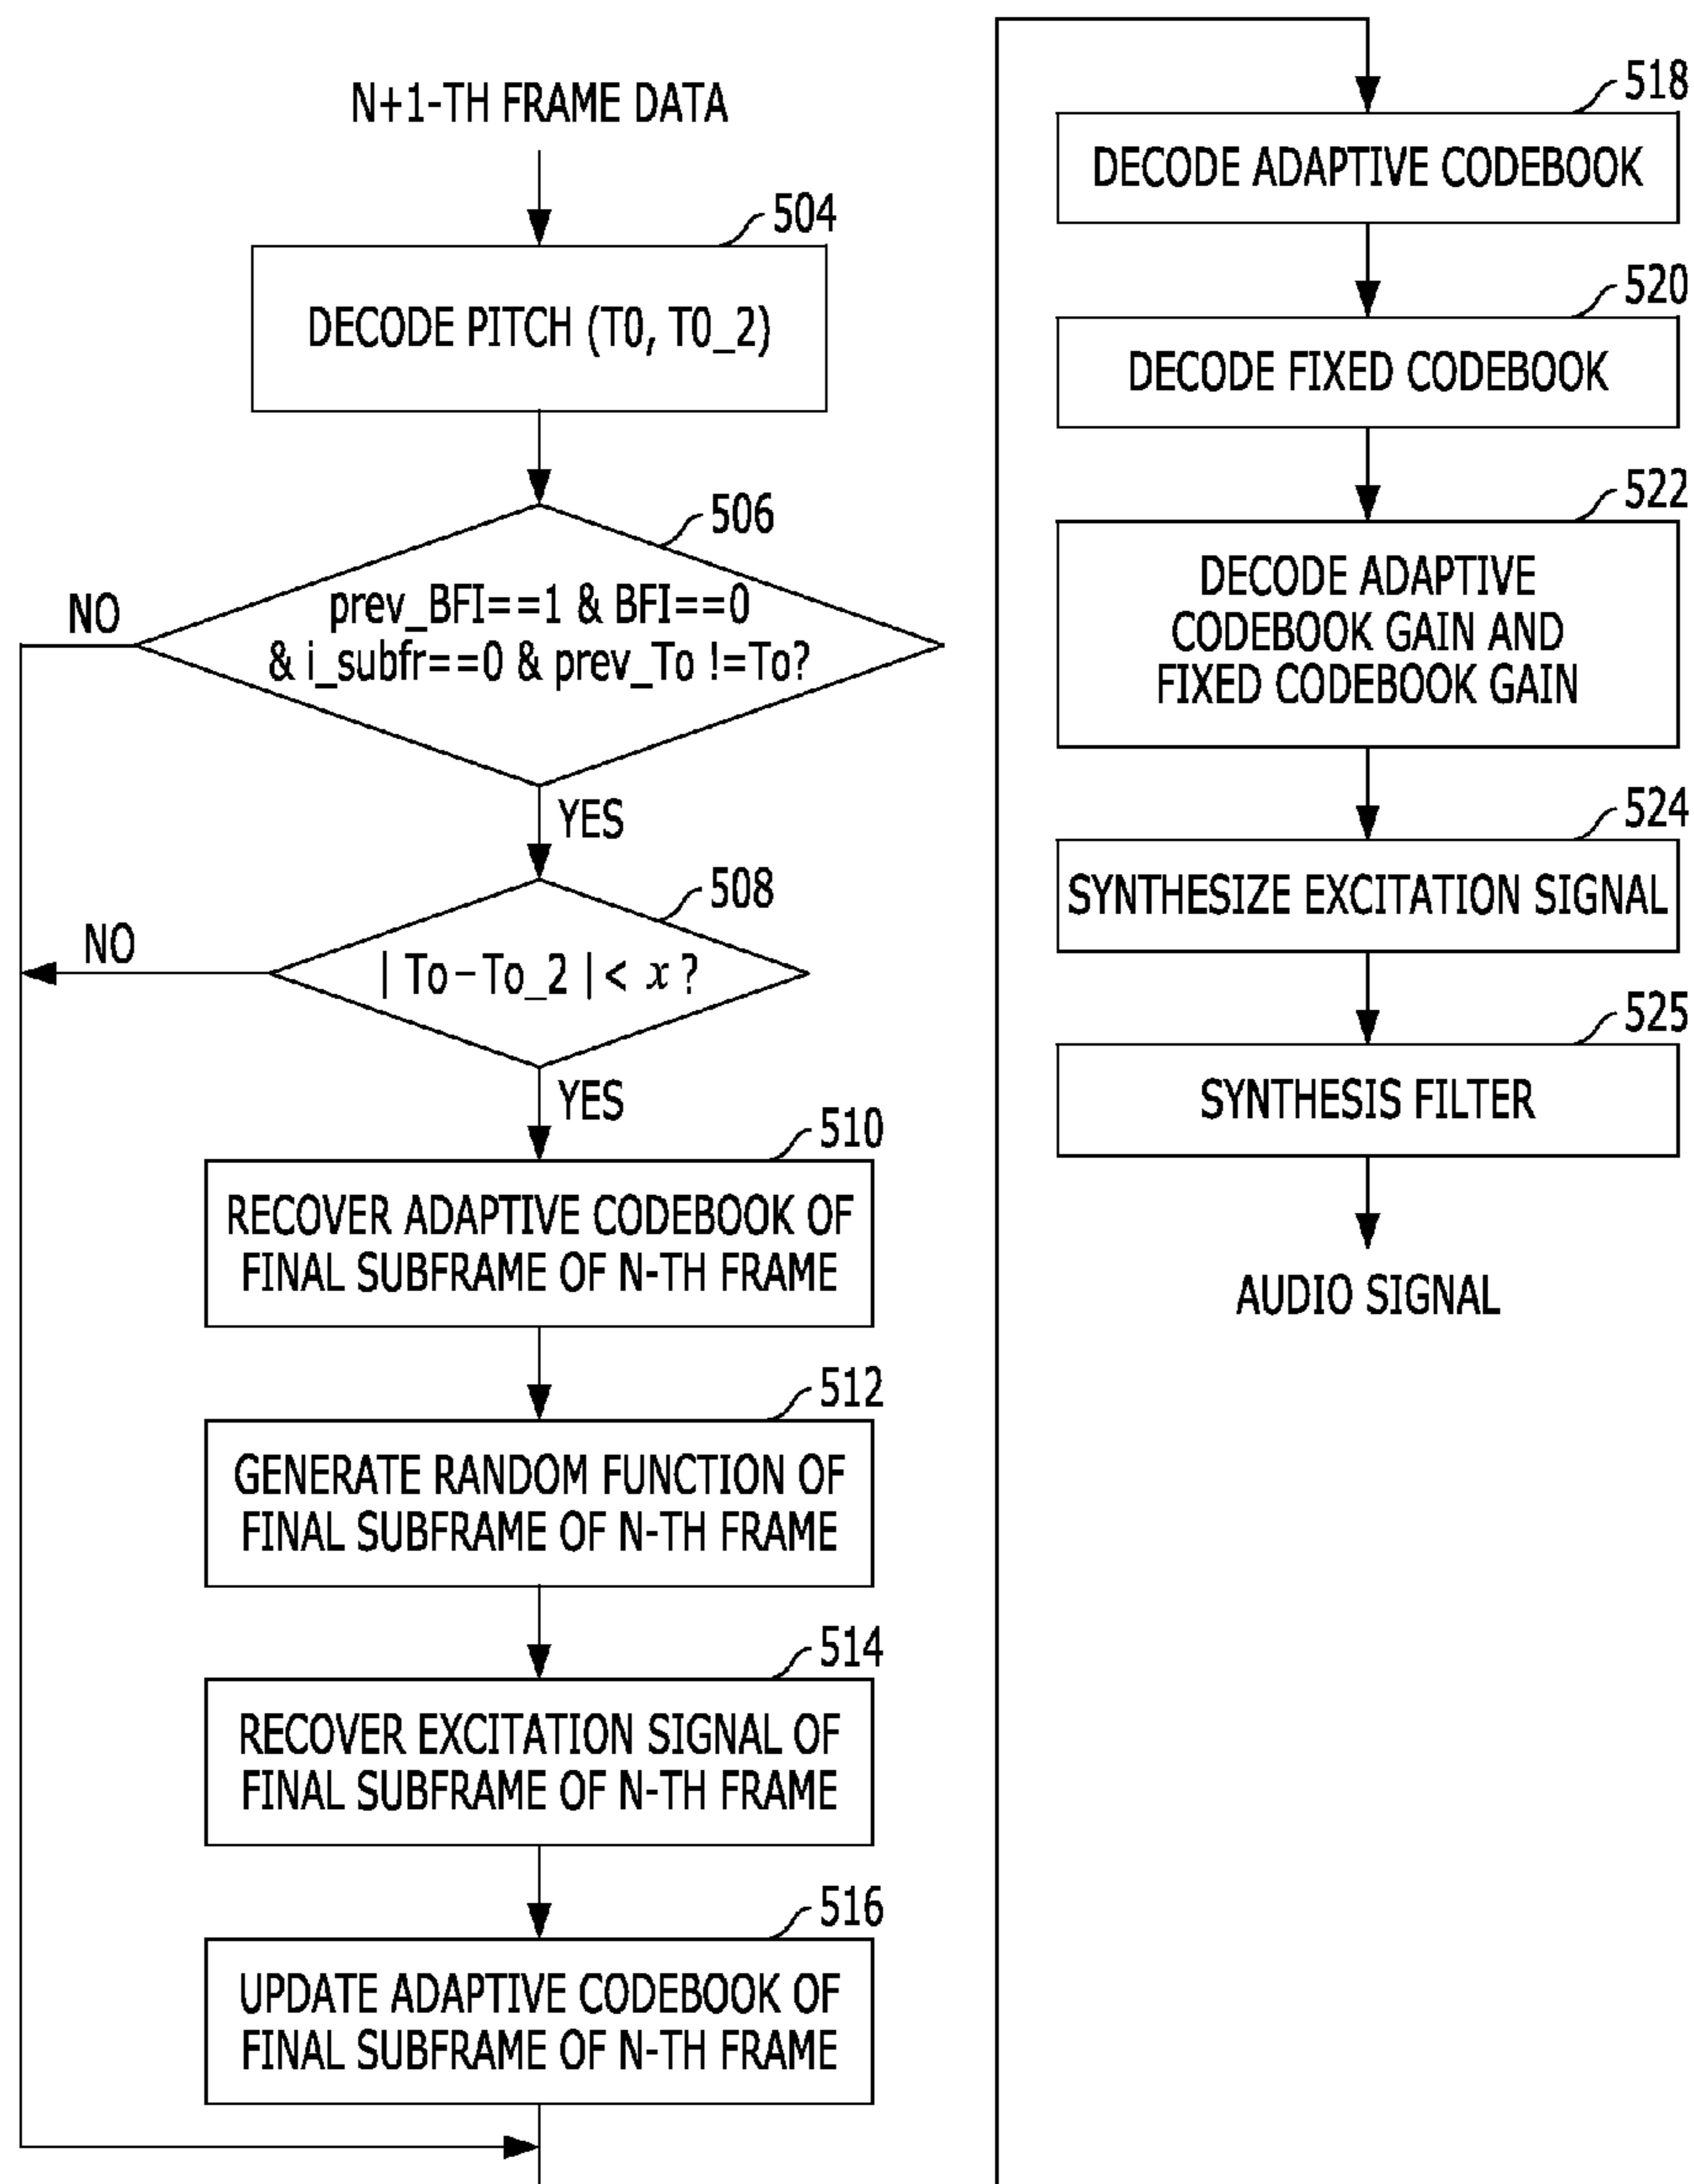 N+1-TH FRAME DATA
504
DECODE PITCH (T0, T0_2)
506
prev_BFI==1 & BFI==0
& i_subfr==0 & prev_To !=To?
NO
YES
508
| To-To_2 |< x ?
NO
YES
510
RECOVER ADAPTIVE CODEBOOK OF
FINAL SUBFRAME OF N-TH FRAME
512
GENERATE RANDOM FUNCTION OF
FINAL SUBFRAME OF N-TH FRAME
514
RECOVER EXCITATION SIGNAL OF
FINAL SUBFRAME OF N-TH FRAME
516
UPDATE ADAPTIVE CODEBOOK OF
FINAL SUBFRAME OF N-TH FRAME
518
DECODE ADAPTIVE CODEBOOK
520
DECODE FIXED CODEBOOK
522
DECODE ADAPTIVE
CODEBOOK GAIN AND
FIXED CODEBOOK GAIN
524
SYNTHESIZE EXCITATION SIGNAL
525
SYNTHESIS FILTER
AUDIO SIGNAL